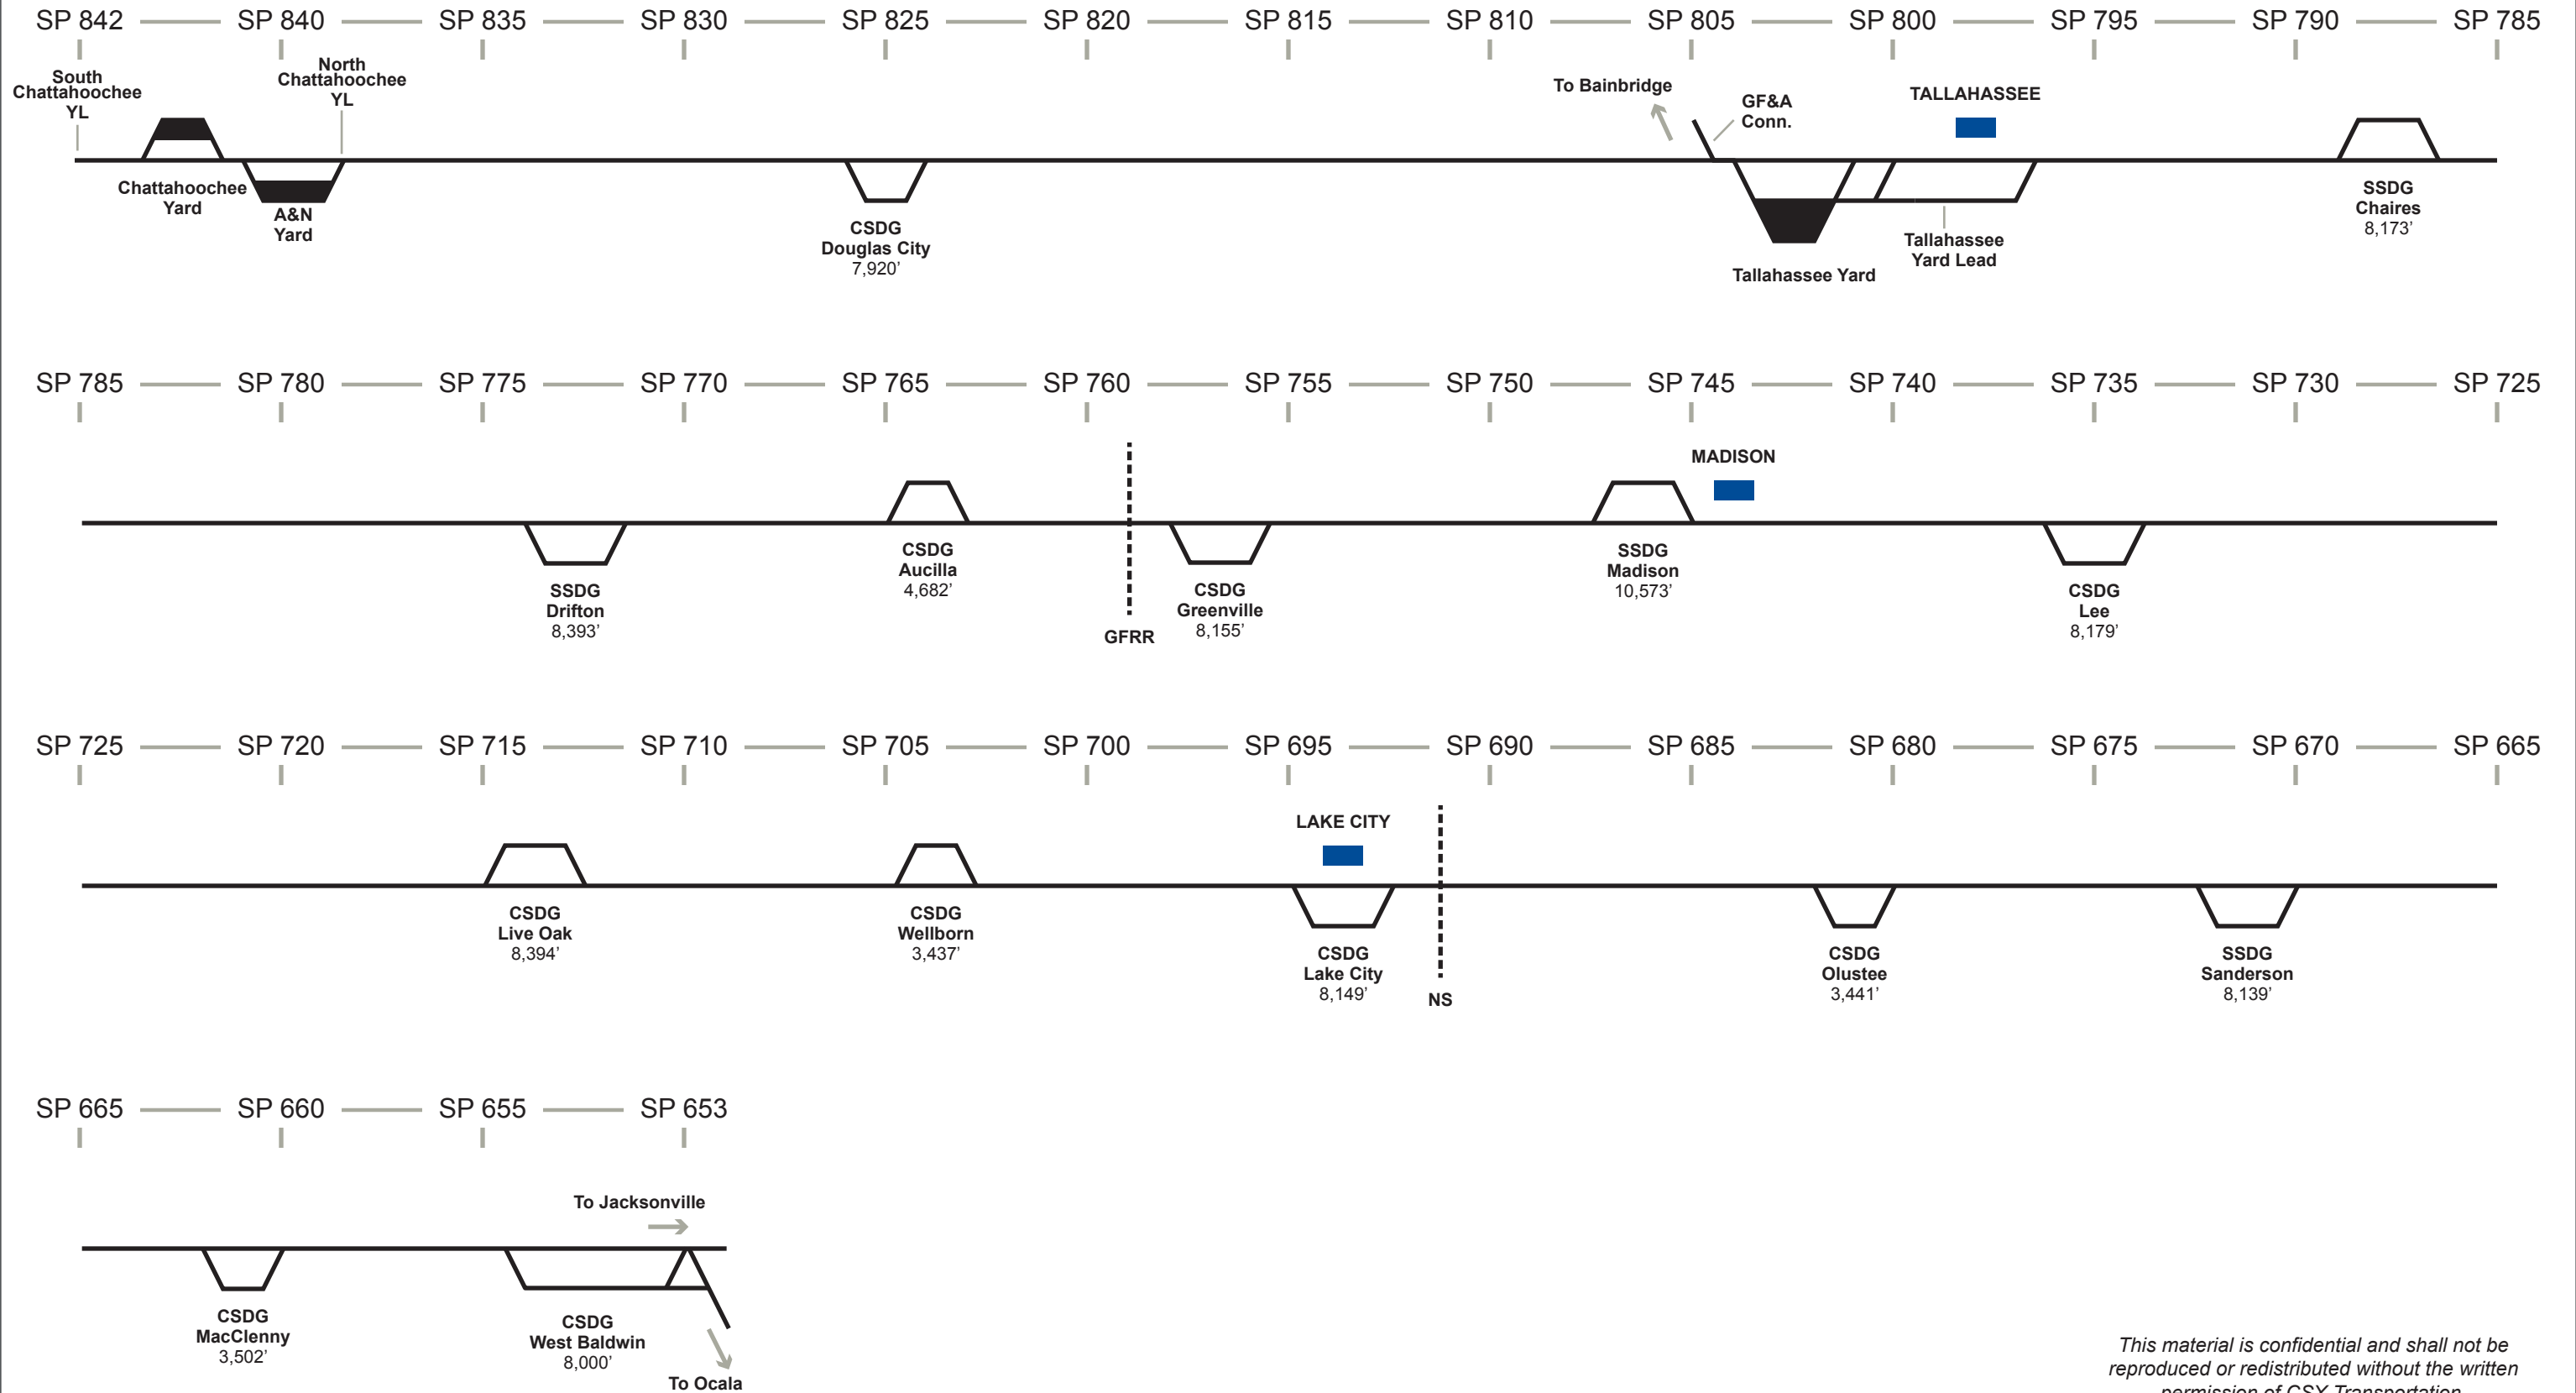 SP 842 SP 840 SP 835 SP 830 SP 825 SP 820 SP 815 SP 810 SP 805 SP 800 SP 795 SP 790 SP 785
South
Chattahoochee
YL
North
Chattahoochee
YL
To Bainbridge
GF&A
Conn.
TALLAHASSEE
Chattahoochee
Yard
A&N
Yard
CSDG
Douglas City
7,920’
Tallahassee Yard
Tallahassee
Yard Lead
SSDG
Chaires
8,173’
SP 785 SP 780 SP 775 SP 770 SP 765 SP 760 SP 755 SP 750 SP 745 SP 740 SP 735 SP 730 SP 725
MADISON
SSDG
Drifton
8,393’
CSDG
Aucilla
4,682’
GFRR
CSDG
Greenville
8,155’
SSDG
Madison
10,573’
CSDG
Lee
8,179’
SP 725 SP 720 SP 715 SP 710 SP 705 SP 700 SP 695 SP 690 SP 685 SP 680 SP 675 SP 670 SP 665
LAKE CITY
CSDG
Live Oak
8,394’
CSDG
Wellborn
3,437’
CSDG
Lake City
8,149’
NS
CSDG
Olustee
3,441’
SSDG
Sanderson
8,139’
SP 665 SP 660 SP 655 SP 653
To Jacksonville
CSDG
MacClenny
3,502’
CSDG
West Baldwin
8,000’
To Ocala
This material is confidential and shall not be
reproduced or redistributed without the written
permission of CSX Transportation